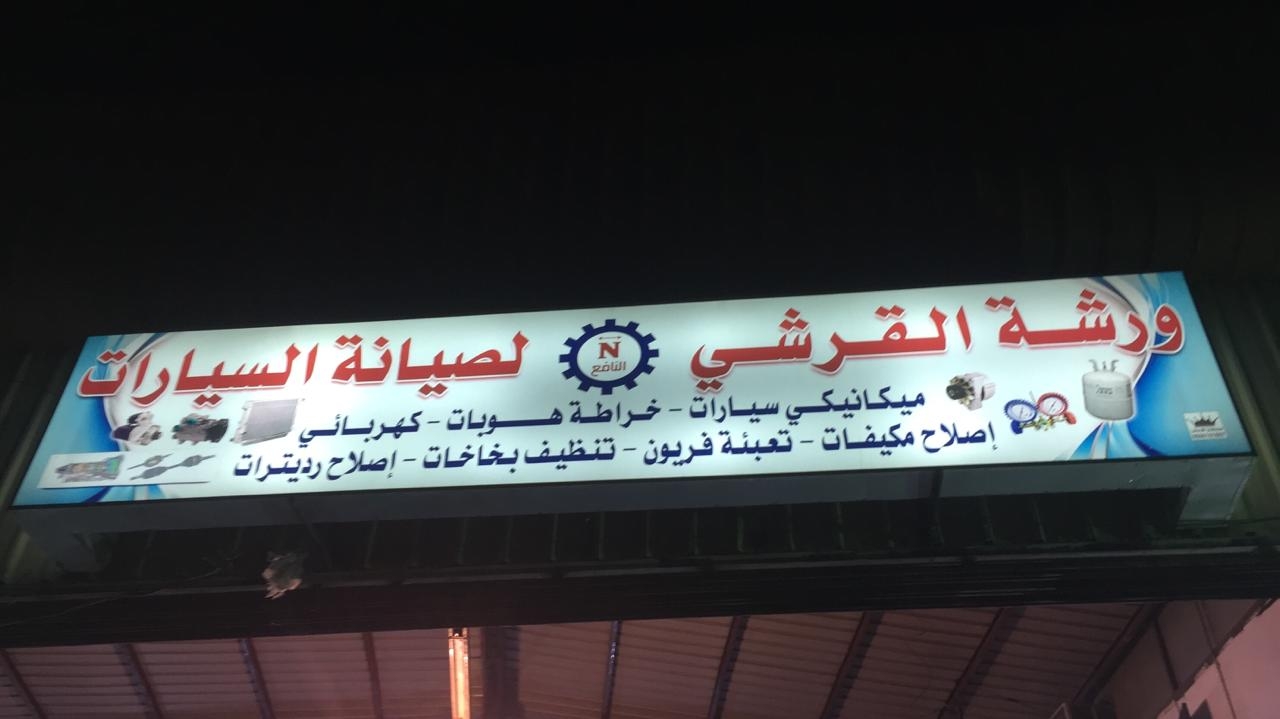 ورشة القرشي لصيانة السيارات
N
النافع
ميكانيكي سيارات - خراطة هوبات - كهربائي
إصلاح مكيفات - تعبئة فريون - تنظيف بخاخات - إصلاح رديترات